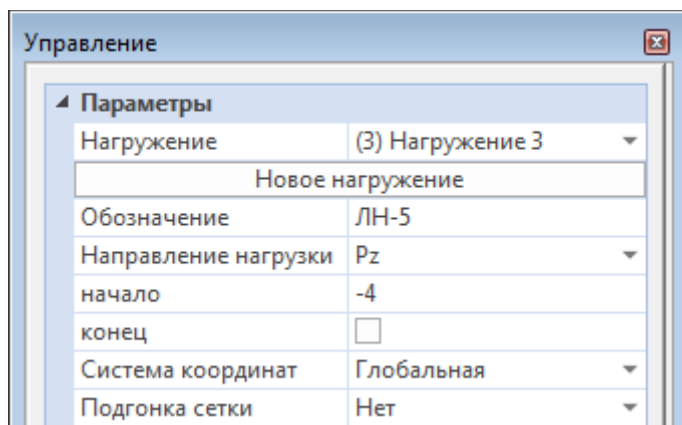 Управление
Параметры
Нагружение (3) Нагружение 3
Новое нагружение
Обозначение ЛН-5
Направление нагрузки Pz
начало -4
конец
Система координат Глобальная
Подгонка сетки Нет